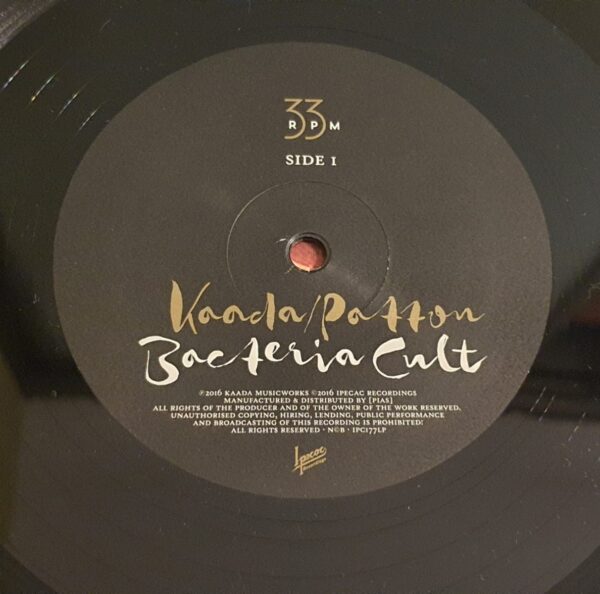 33
RPM
SIDE 1
Kaada/Patton
Bacteria Cult
℗2016 KAADA MUSICWORKS ©2016 IPECAC RECORDINGS
MANUFACTURED & DISTRIBUTED BY [PIAS]
ALL RIGHTS OF THE PRODUCER AND OF THE OWNER OF THE WORK RESERVED.
UNAUTHORISED COPYING, HIRING, LENDING, PUBLIC PERFORMANCE
AND BROADCASTING OF THIS RECORDING IS PROHIBITED!
ALL RIGHTS RESERVED · N©B · IPC177LP
Ipecac
Recordings